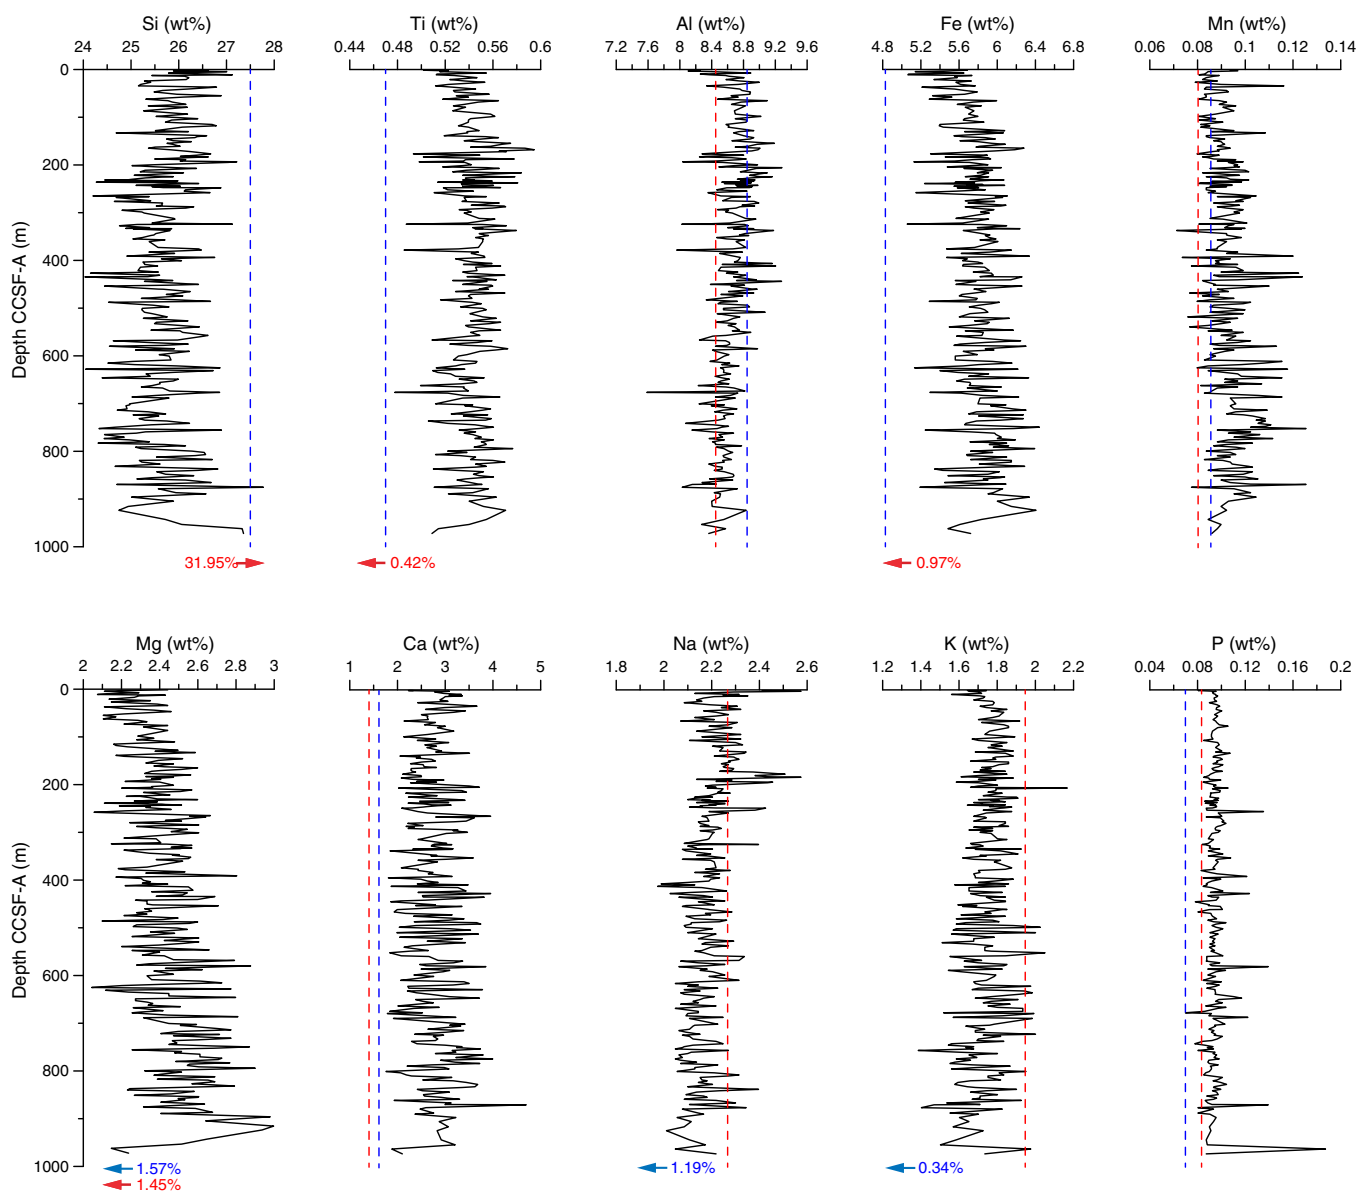 Si (wt%) Ti (wt%) Al (wt%) Fe (wt%) Mn (wt%)
24 25 26 27 28 0.44 0.48 0.52 0.56 0.6 7.2 7.6 8 8.4 8.8 9.2 9.6 4.8 5.2 5.6 6 6.4 6.8 0.06 0.08 0.1 0.12 0.14
0
200
400
600
800
1000
Depth CCSF-A (m)
31.95% 0.42% 0.97%
Mg (wt%) Ca (wt%) Na (wt%) K (wt%) P (wt%)
2 2.2 2.4 2.6 2.8 3 1 2 3 4 5 1.8 2 2.2 2.4 2.6 1.2 1.4 1.6 1.8 2 2.2 0.04 0.08 0.12 0.16 0.2
0
200
400
600
800
1000
Depth CCSF-A (m)
1.57% 1.19% 0.34%
1.45%